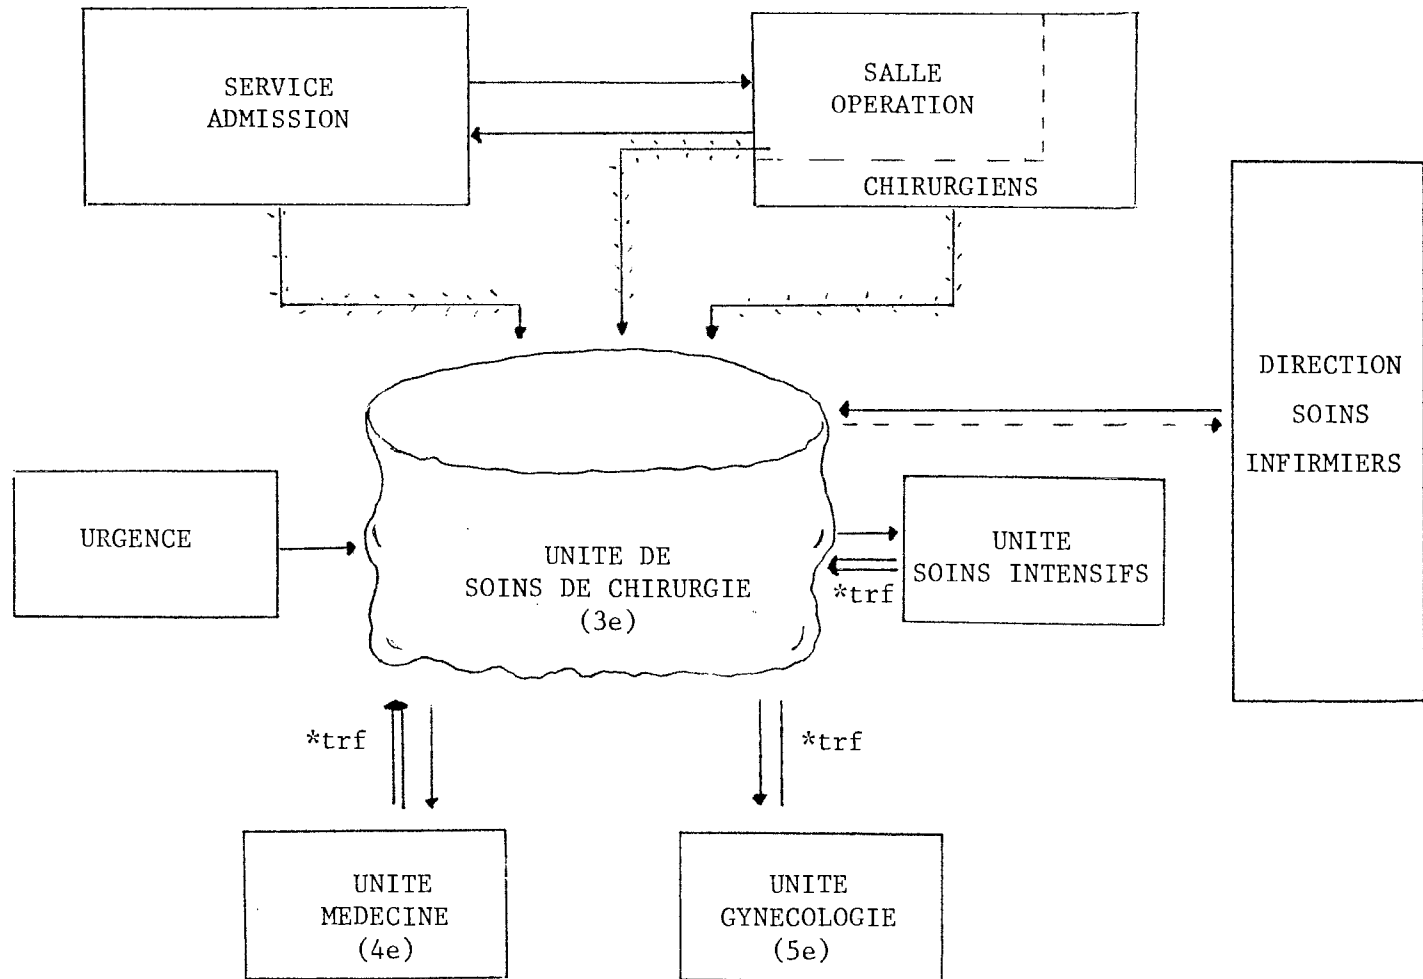 SERVICE
ADMISSION
SALLE
OPERATION
CHIRURGIENS
DIRECTION
SOINS
INFIRMIERS
URGENCE
UNITE DE
SOINS DE CHIRURGIE
(3e)
UNITE
SOINS INTENSIFS
*trf
*trf
*trf
UNITE
MEDECINE
(4e)
UNITE
GYNECOLOGIE
(5e)